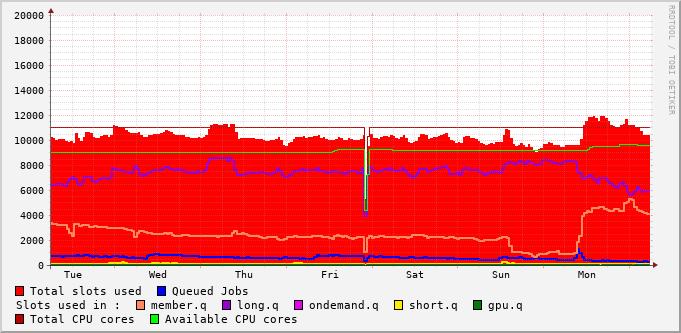 20000
18000
16000
14000
12000
10000
8000
6000
4000
2000
0
Tue Wed Thu Fri Sat Sun Mon
RRDTOOL / TOBI OETIKER
Total slots used Queued Jobs
Slots used in : member.q long.q ondemand.q short.q gpu.q
Total CPU cores Available CPU cores